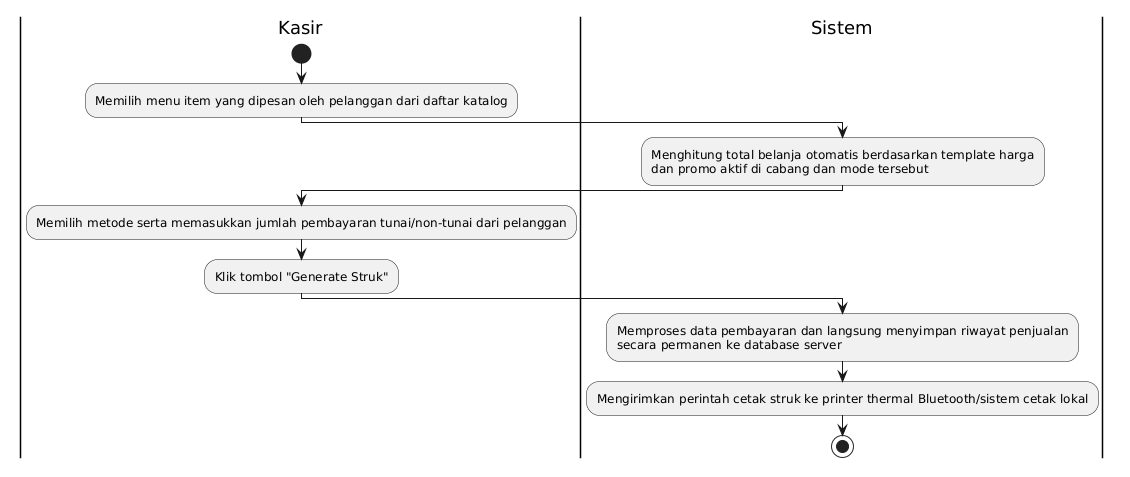 Kasir
Sistem
Memilih menu item yang dipesan oleh pelanggan dari daftar katalog
Menghitung total belanja otomatis berdasarkan template harga
dan promo aktif di cabang dan mode tersebut
Memilih metode serta memasukkan jumlah pembayaran tunai/non-tunai dari pelanggan
Klik tombol "Generate Struk"
Memproses data pembayaran dan langsung menyimpan riwayat penjualan
secara permanen ke database server
Mengirimkan perintah cetak struk ke printer thermal Bluetooth/sistem cetak lokal